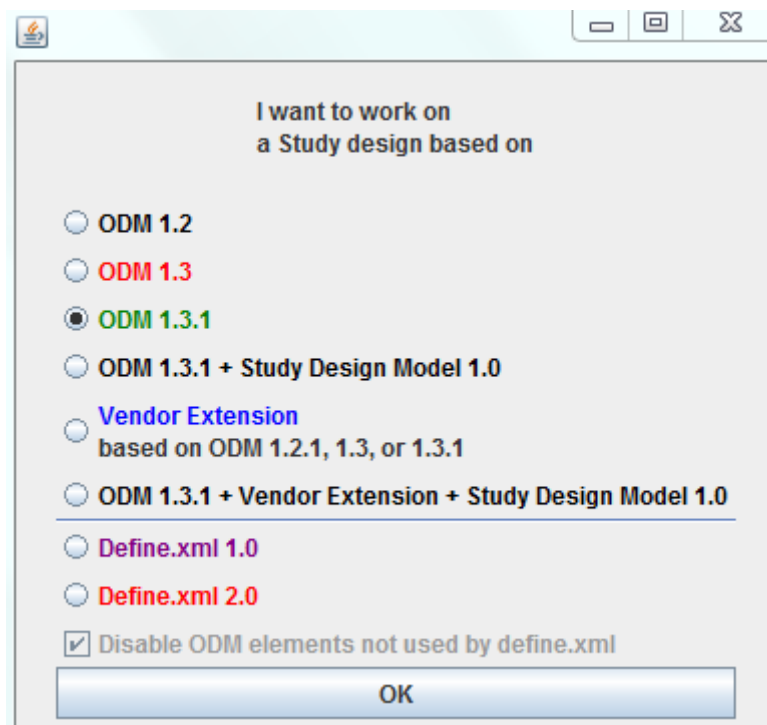 I want to work on
a Study design based on
ODM 1.2
ODM 1.3
ODM 1.3.1
ODM 1.3.1 + Study Design Model 1.0
Vendor Extension
based on ODM 1.2.1, 1.3, or 1.3.1
ODM 1.3.1 + Vendor Extension + Study Design Model 1.0
Define.xml 1.0
Define.xml 2.0
Disable ODM elements not used by define.xml
OK